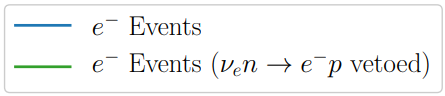 e⁻ Events
e⁻ Events (νₑn → e⁻p vetoed)